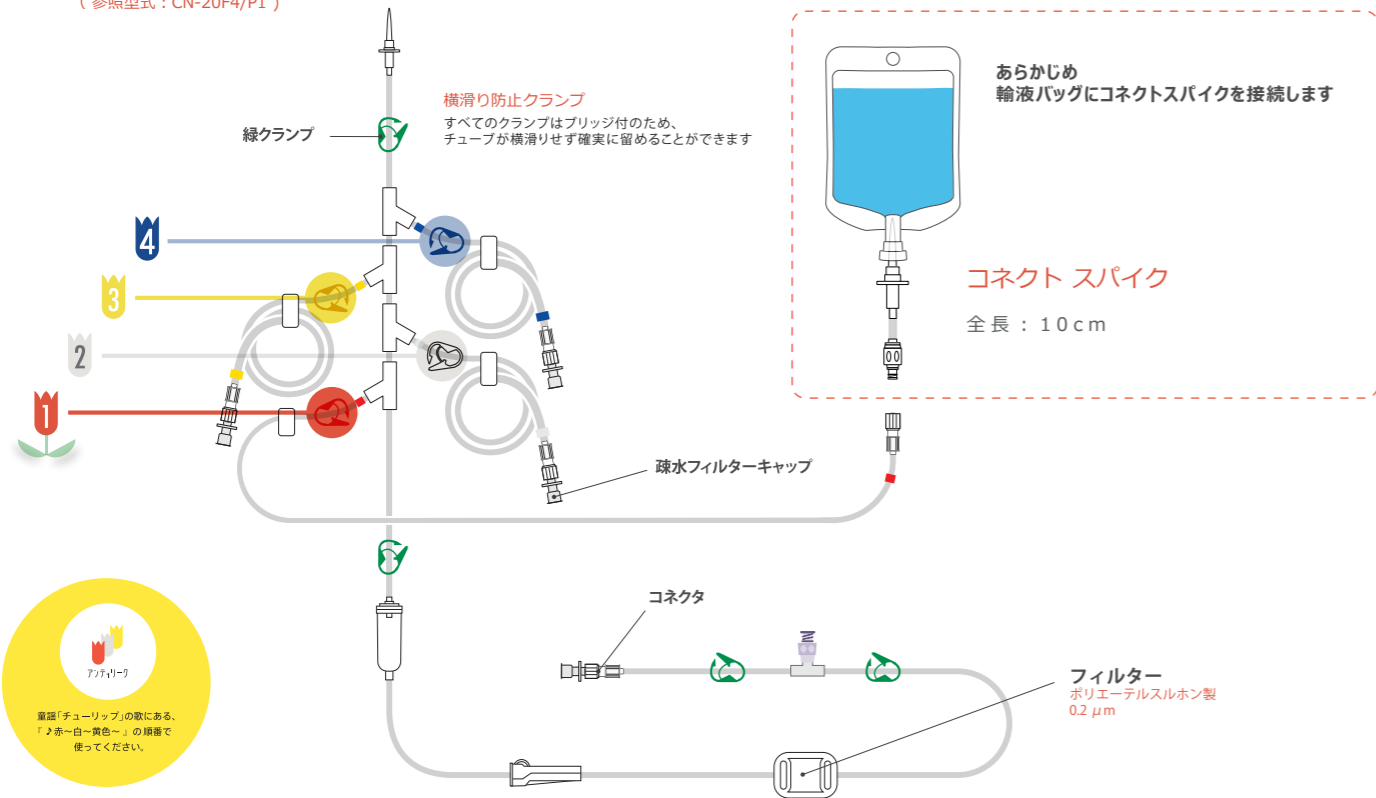 ( 参照型式：CN-20F4/P1 )
横滑り防止クランプ
すべてのクランプはブリッジ付のため、
チューブが横滑りせず確実に留めることができます
緑クランプ
あらかじめ
輸液バッグにコネクトスパイクを接続します
4
3
2
1
コネクト スパイク
全長：10cm
疎水フィルターキャップ
コネクタ
フィルター
ポリエーテルスルホン製
0.2 μm
アンティリーク
童謡「チューリップ」の歌にある、
『♪赤～白～黄色～』の順番で
使ってください。